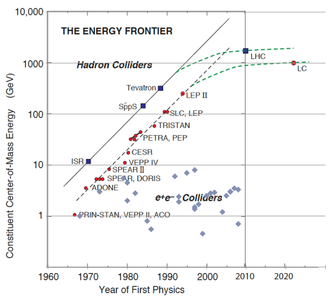 THE ENERGY FRONTIER
Hadron Colliders
e+e- Colliders
Constituent Center-of-Mass Energy (GeV)
10,000
1000
100
10
1
LHC
LC
Tevatron
LEP II
SppS
SLC, LEP
TRISTAN
PETRA, PEP
CESR
ISR
VEPP IV
SPEAR II
SPEAR, DORIS
ADONE
PRIN-STAN, VEPP II, ACO
1960 1970 1980 1990 2000 2010 2020
Year of First Physics